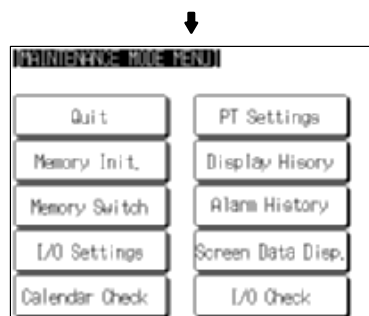 [MAINTENANCE MODE MENU]
Quit
PT Settings
Memory Init.
Display Hisory
Memory Switch
Alarm History
I/O Settings
Screen Data Disp.
Calendar Check
I/O Check